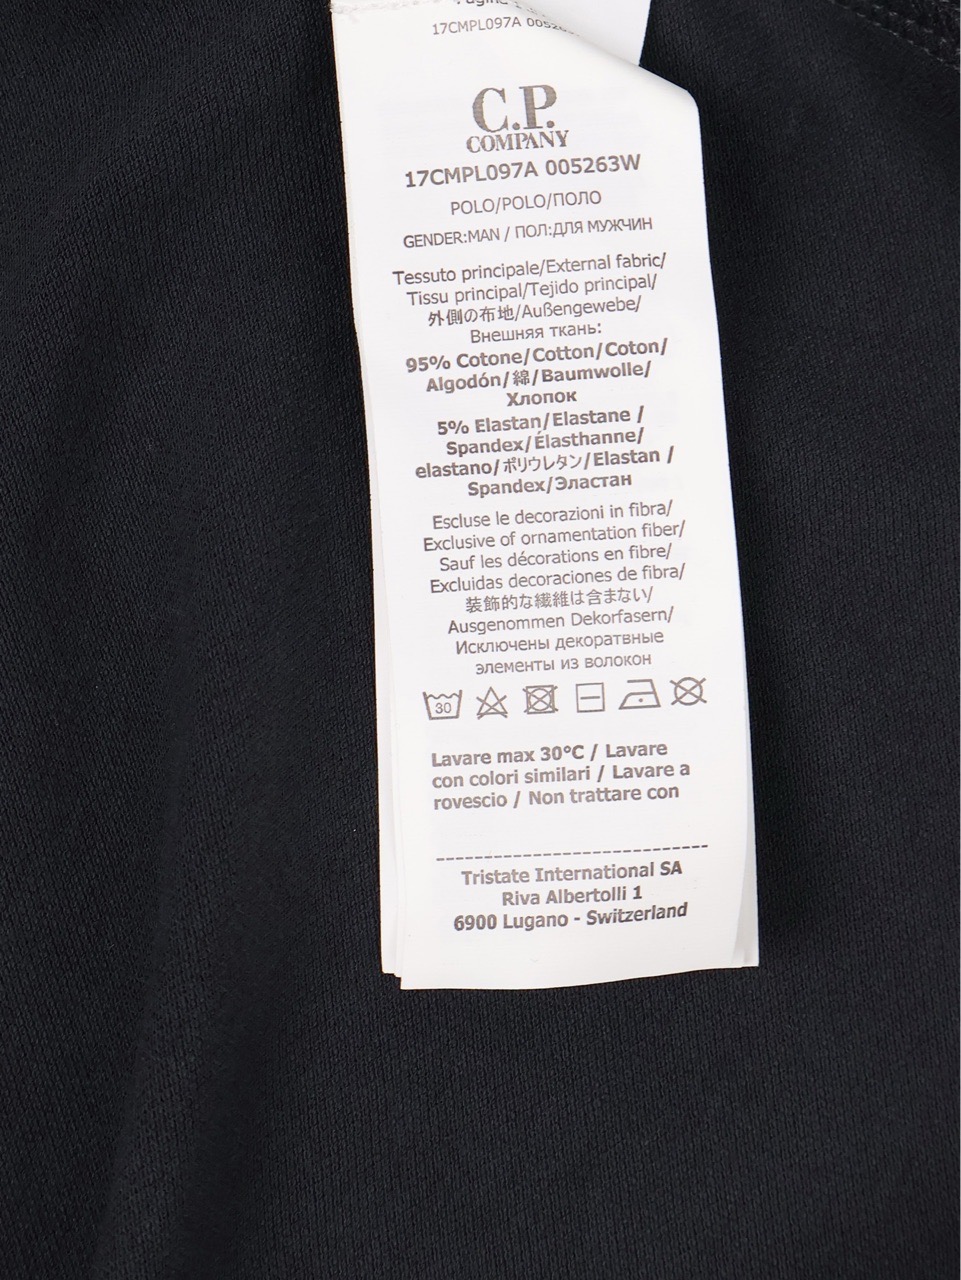 17CMPL097A
C.P.
COMPANY
17CMPL097A 005263W
POLO/POLO/ПОЛО
GENDER:MAN / ПОЛ:ДЛЯ МУЖЧИН
Tessuto principale/External fabric/
Tissu principal/Tejido principal/
外側の布地/Außengewebe/
Внешняя ткань:
95% Cotone/Cotton/Coton/
Algodón/綿/Baumwolle/
Хлопок
5% Elastan/Elastane /
Spandex/Élasthanne/
elastano/ポリウレタン/Elastan /
Spandex/Эластан
Escluse le decorazioni in fibra/
Exclusive of ornamentation fiber/
Sauf les décorations en fibre/
Excluidas decoraciones de fibra/
装飾的な繊維は含まない/
Ausgenommen Dekorfasern/
Исключены декоратвные
элементы из волокон
30
Lavare max 30°C / Lavare
con colori similari / Lavare a
rovescio / Non trattare con
Tristate International SA
Riva Albertolli 1
6900 Lugano - Switzerland